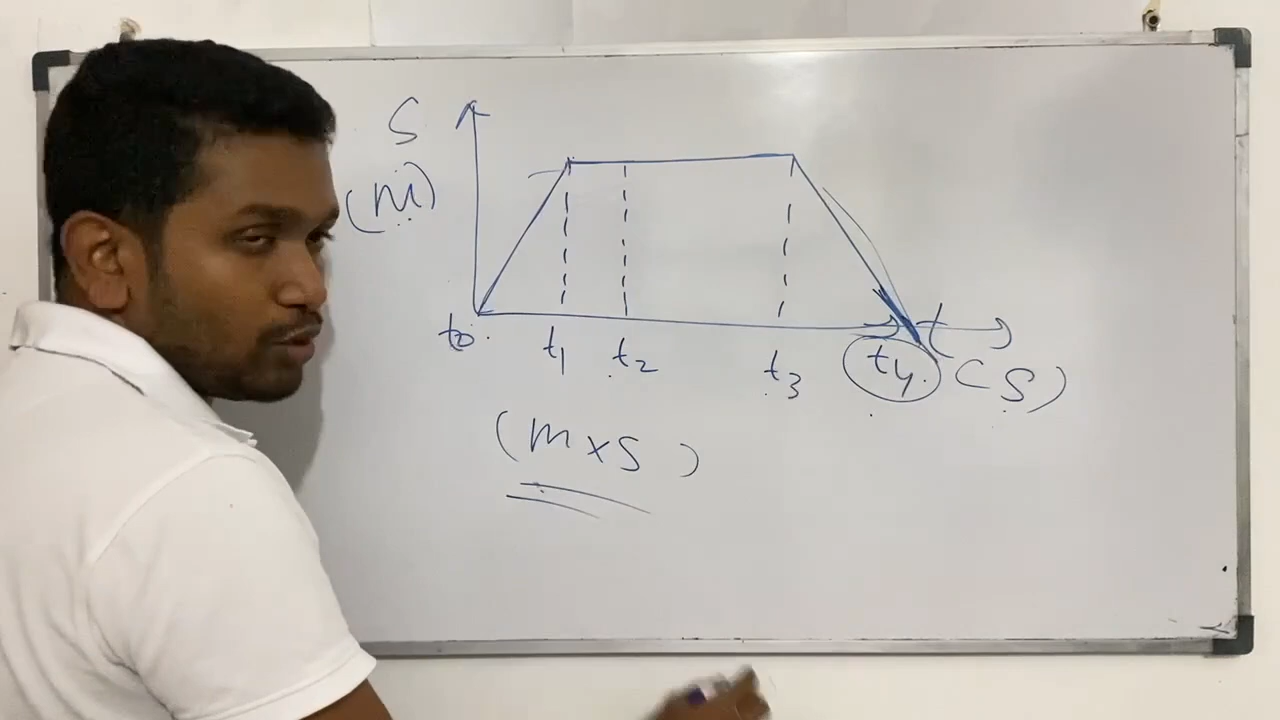 S
(m)
t₀ t₁ t₂ t₃ t₄ t (s)
(m × s)